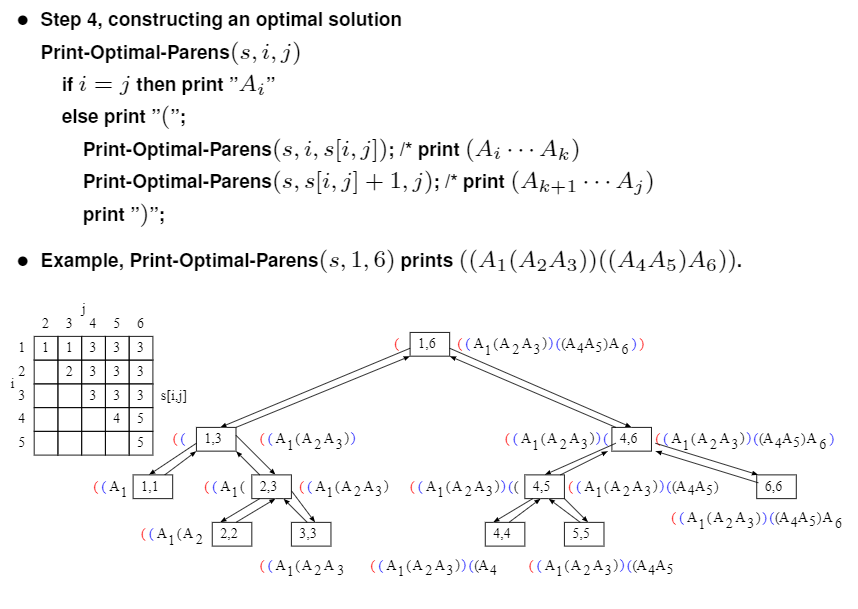 • Step 4, constructing an optimal solution
Print-Optimal-Parens(s, i, j)
if i = j then print "A_i"
else print "(";
Print-Optimal-Parens(s, i, s[i, j]); /* print (A_i ⋯ A_k)
Print-Optimal-Parens(s, s[i, j] + 1, j); /* print (A_{k+1} ⋯ A_j)
print ")";
• Example, Print-Optimal-Parens(s, 1, 6) prints ((A_1(A_2A_3))((A_4A_5)A_6)).
j
2 3 4 5 6
1 1 1 3 3 3
2 2 3 3 3
i
3 3 3 3 s[i,j]
4 4 5
5 5
( 1,6 ((A_1(A_2A_3))((A_4A_5)A_6))
(( 1,3 ((A_1(A_2A_3)) ((A_1(A_2A_3))( 4,6 ((A_1(A_2A_3))((A_4A_5)A_6)
((A_1 1,1 ((A_1( 2,3 ((A_1(A_2A_3) ((A_1(A_2A_3))(( 4,5 ((A_1(A_2A_3))((A_4A_5) 6,6
((A_1(A_2A_3))((A_4A_5)A_6
((A_1(A_2 2,2 3,3 4,4 5,5
((A_1(A_2A_3 ((A_1(A_2A_3))((A_4 ((A_1(A_2A_3))((A_4A_5